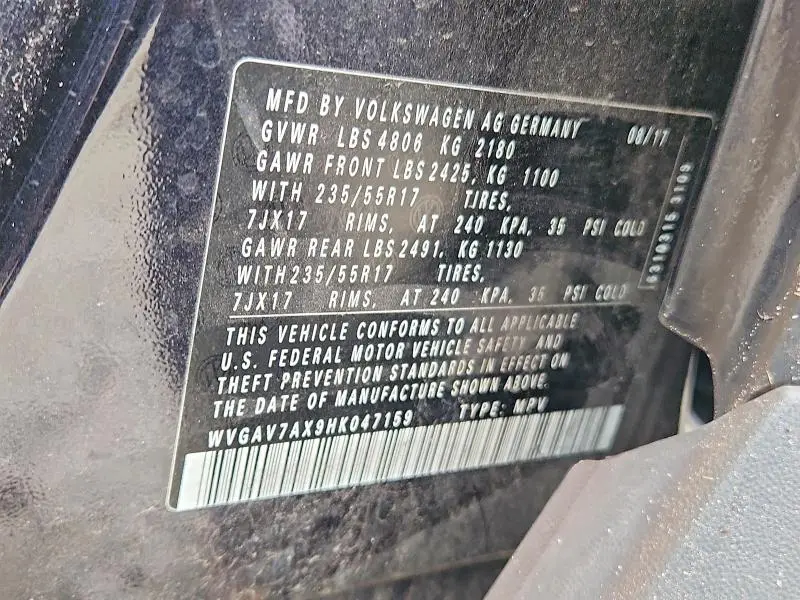 MFD BY VOLKSWAGEN AG GERMANY 08/17
GVWR LBS 4806 KG 2180
GAWR FRONT LBS 2425, KG 1100
WITH 235/55R17 TIRES,
7JX17 RIMS, AT 240 KPA, 35 PSI COLD
GAWR REAR LBS 2491, KG 1130
WITH 235/55R17 TIRES,
7JX17 RIMS, AT 240 KPA, 35 PSI COLD
THIS VEHICLE CONFORMS TO ALL APPLICABLE
U.S. FEDERAL MOTOR VEHICLE SAFETY AND
THEFT PREVENTION STANDARDS IN EFFECT ON
THE DATE OF MANUFACTURE SHOWN ABOVE.
WVGAV7AX9HK047159 TYPE: MPV